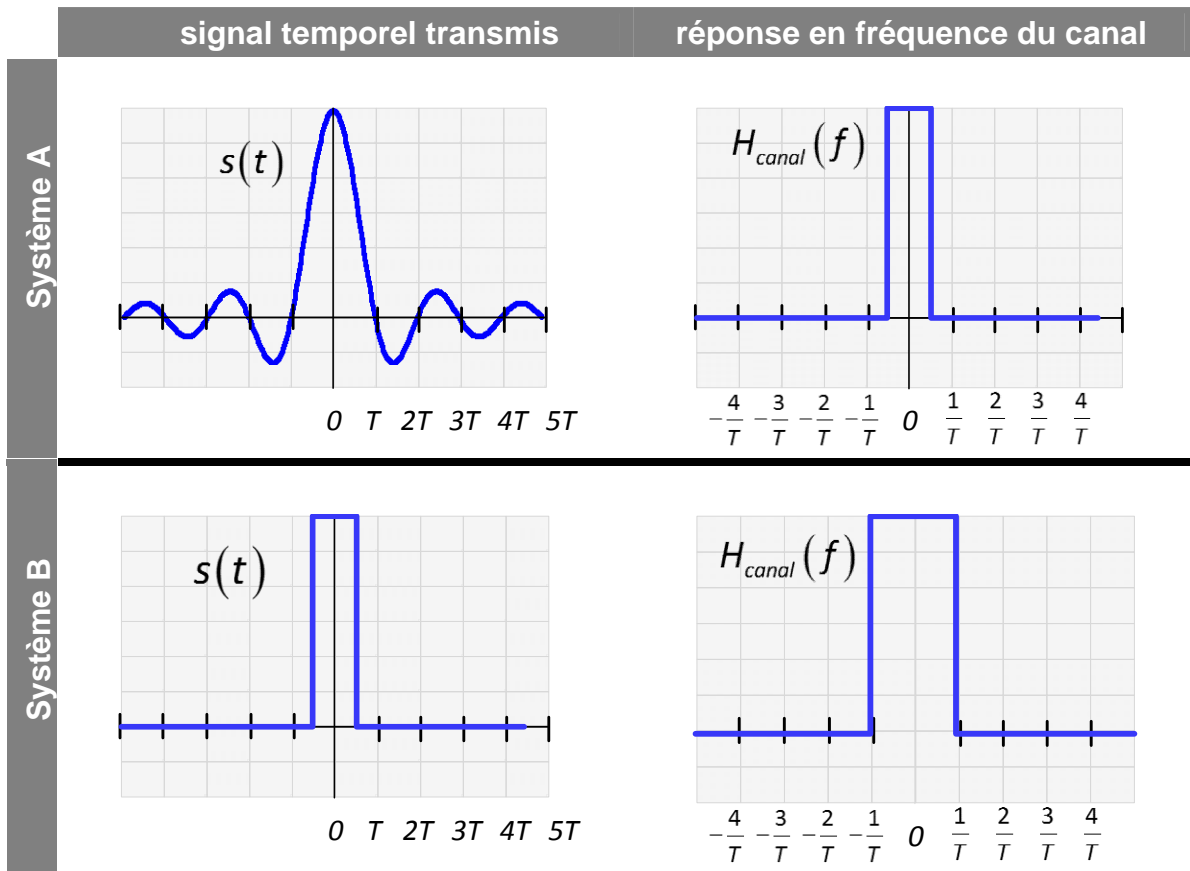 signal temporel transmis réponse en fréquence du canal
Système A
s(t)
H_canal(f)
0 T 2T 3T 4T 5T
-4/T -3/T -2/T -1/T 0 1/T 2/T 3/T 4/T
Système B
s(t)
H_canal(f)
0 T 2T 3T 4T 5T
-4/T -3/T -2/T -1/T 0 1/T 2/T 3/T 4/T